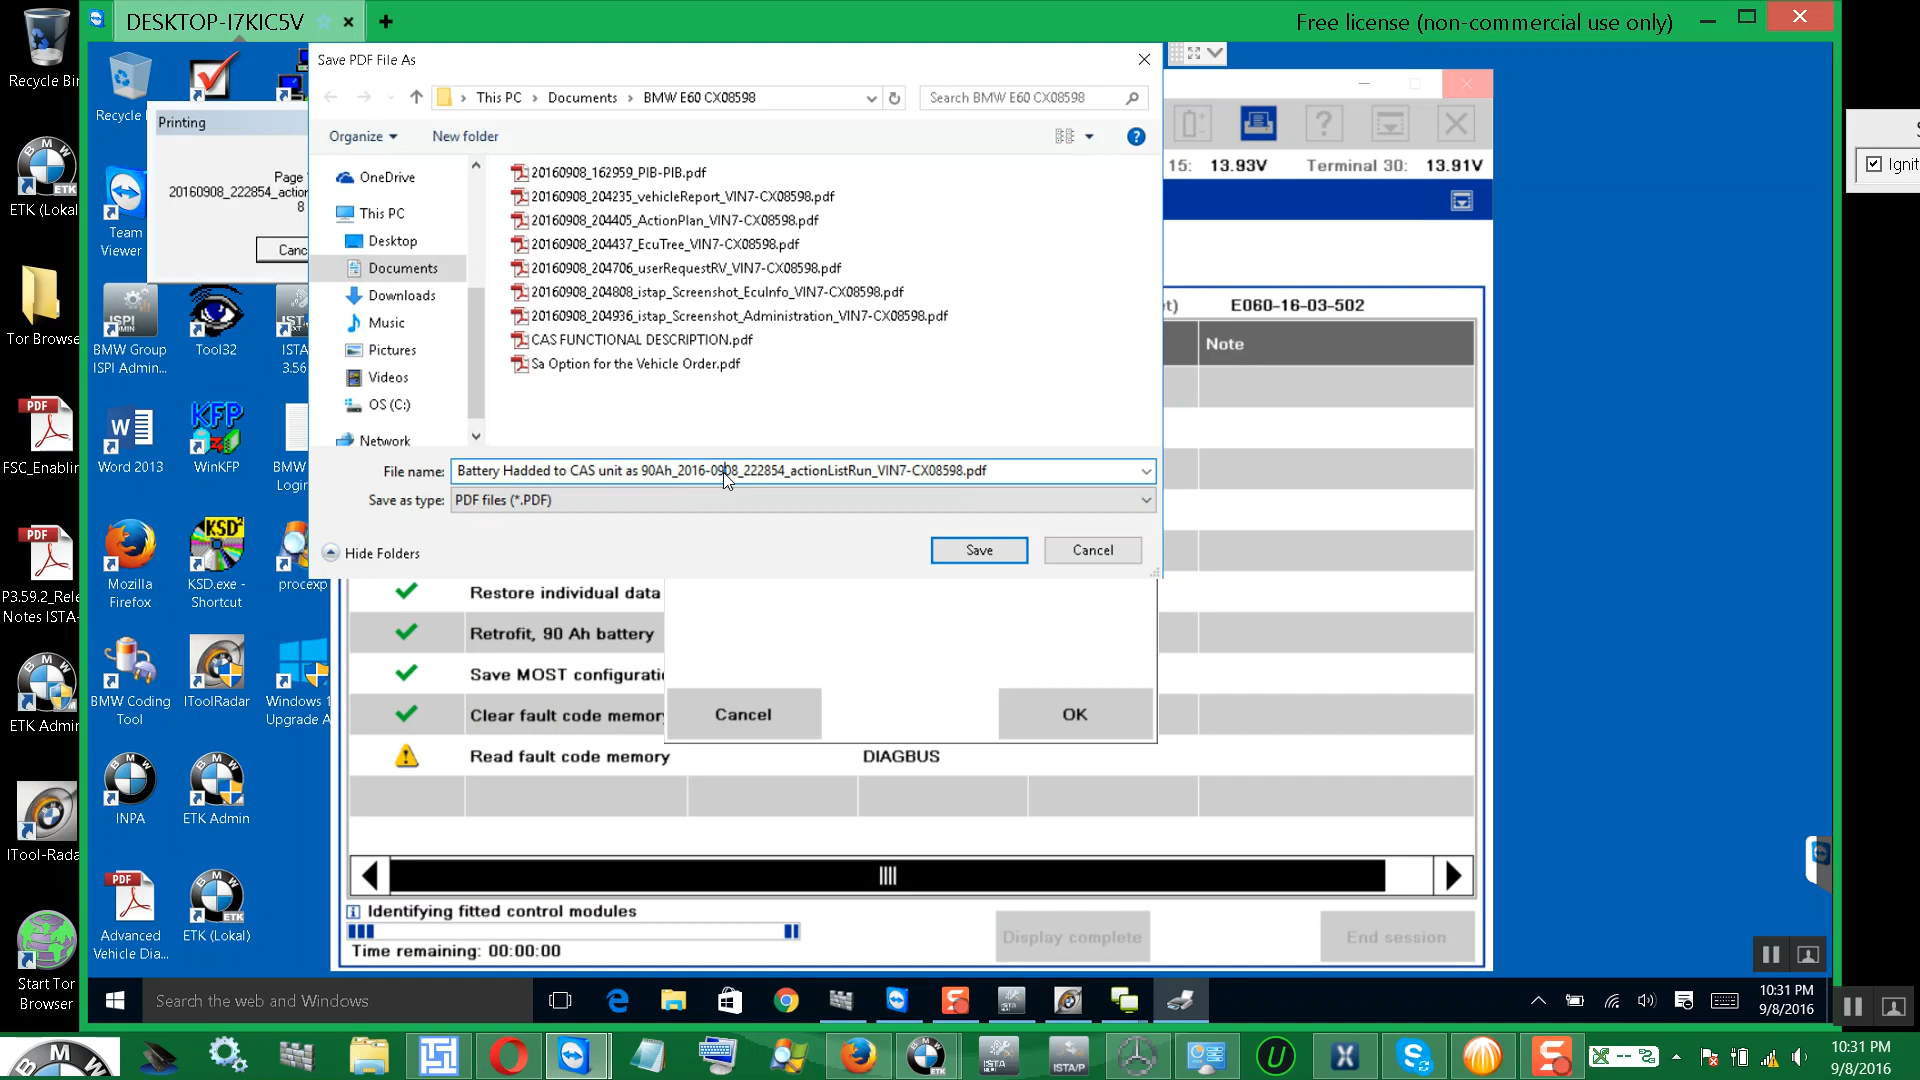 DESKTOP-I7KIC5V
Free license (non-commercial use only)
Recycle Bin
ETK (Lokal
Tor Browse
FSC_Enablin
P3.59.2_Rele
Notes ISTA-
ETK Admin
ITool-Rada
Start Tor
Browser
Recycle
Team
Viewer
BMW Group
ISPI Admin...
Tool32
ISTA
3.56
Word 2013
WinKFP
BMW
Login
Mozilla
Firefox
KSD.exe -
Shortcut
procexp
BMW Coding
Tool
IToolRadar
Windows 1
Upgrade A
INPA
ETK Admin
Advanced
Vehicle Dia...
ETK (Lokal)
Printing
Page
20160908_222854_action
8
Canc
Save PDF File As
This PC
Documents
BMW E60 CX08598
Search BMW E60 CX08598
Organize
New folder
OneDrive
This PC
Desktop
Documents
Downloads
Music
Pictures
Videos
OS (C:)
Network
20160908_162959_PIB-PIB.pdf
20160908_204235_vehicleReport_VIN7-CX08598.pdf
20160908_204405_ActionPlan_VIN7-CX08598.pdf
20160908_204437_EcuTree_VIN7-CX08598.pdf
20160908_204706_userRequestRV_VIN7-CX08598.pdf
20160908_204808_istap_Screenshot_EcuInfo_VIN7-CX08598.pdf
20160908_204936_istap_Screenshot_Administration_VIN7-CX08598.pdf
CAS FUNCTIONAL DESCRIPTION.pdf
Sa Option for the Vehicle Order.pdf
File name: Battery Hadded to CAS unit as 90Ah_2016-0908_222854_actionListRun_VIN7-CX08598.pdf
Save as type: PDF files (*.PDF)
Hide Folders
Save
Cancel
15: 13.93V Terminal 30: 13.91V
Ignit
et) E060-16-03-502
Note
Restore individual data
Retrofit, 90 Ah battery
Save MOST configuratio
Clear fault code memory
Cancel
OK
Read fault code memory
DIAGBUS
Identifying fitted control modules
Time remaining: 00:00:00
Display complete
End session
Search the web and Windows
10:31 PM
9/8/2016
10:31 PM
9/8/2016